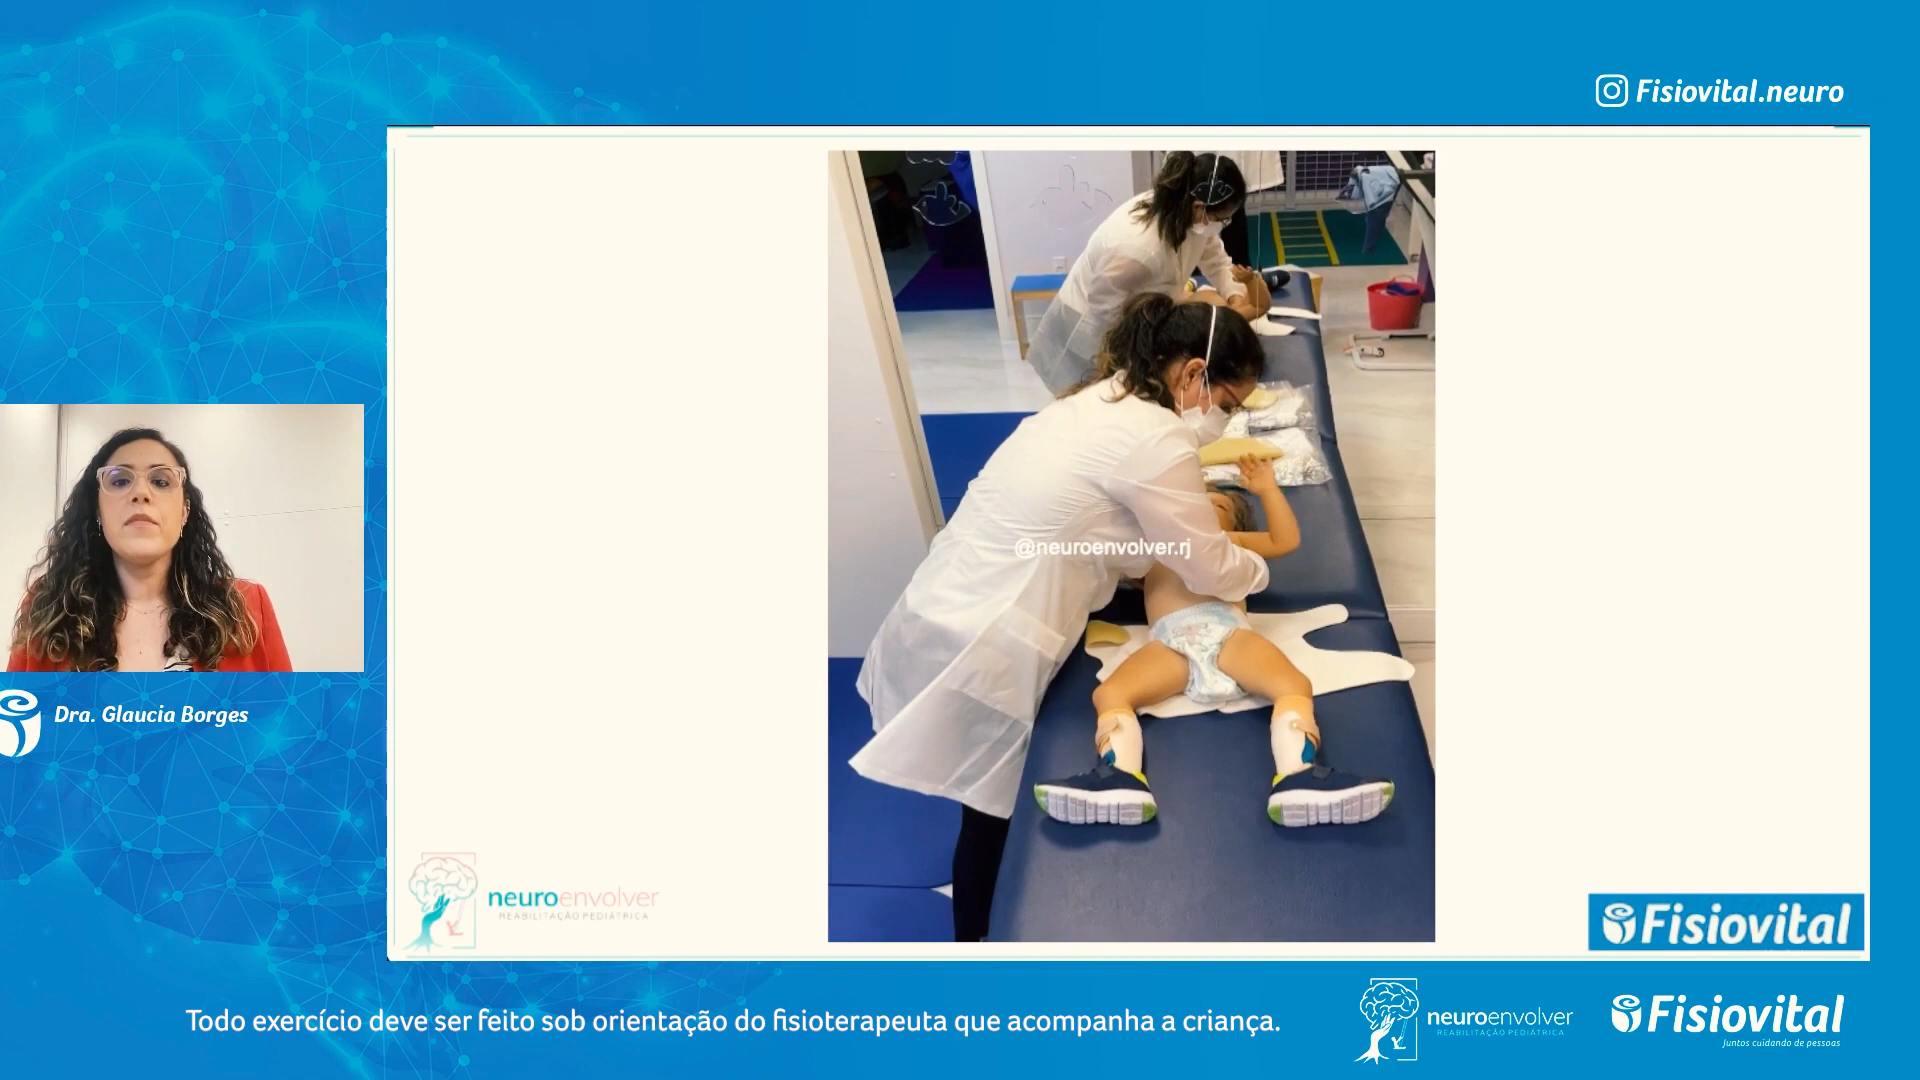 Fisiovital.neuro
@neuroenvolver.rj
Dra. Glaucia Borges
neuroenvolver
REABILITAÇÃO PEDIÁTRICA
Fisiovital
Todo exercício deve ser feito sob orientação do fisioterapeuta que acompanha a criança.
neuroenvolver
REABILITAÇÃO PEDIÁTRICA
Fisiovital
Juntos cuidando de pessoas